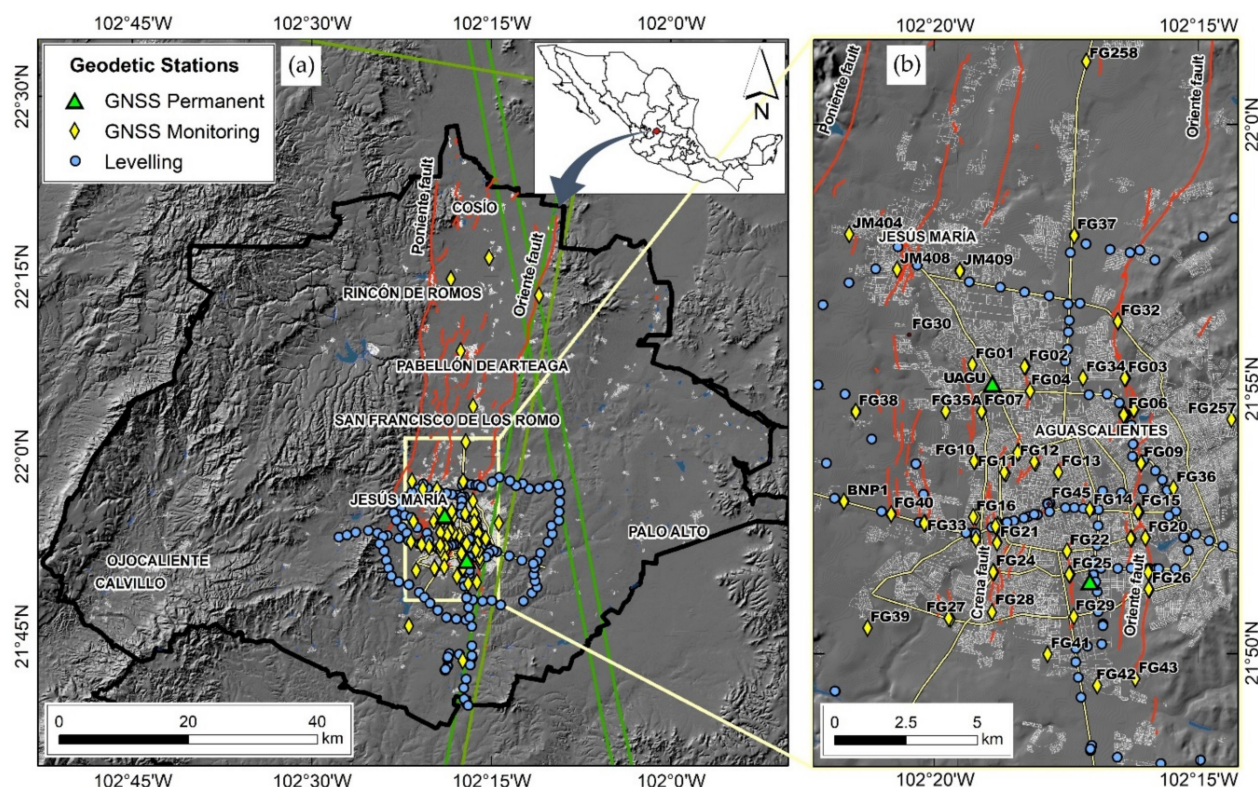 102°45'W
102°30'W
102°15'W
102°0'W
102°20'W
102°15'W
Geodetic Stations
GNSS Permanent
GNSS Monitoring
Levelling
(a)
N
22°30'N
22°15'N
22°0'N
21°45'N
Poniente fault
COSÍO
Oriente fault
RINCÓN DE ROMOS
PABELLÓN DE ARTEAGA
SAN FRANCISCO DE LOS ROMO
JESÚS MARÍA
PALO ALTO
OJOCALIENTE
CALVILLO
0 20 40
km
102°45'W
102°30'W
102°15'W
102°0'W
(b)
FG258
Poniente fault
Oriente fault
22°0'N
JM404
JESÚS MARÍA
FG37
JM408
JM409
FG32
FG30
FG01
FG02
FG34
FG03
UAGU
FG04
21°55'N
FG38
FG35A
FG07
FG06
FG257
AGUASCALIENTES
FG10
FG12
FG09
FG11
FG13
FG36
BNP1
FG45
FG14
FG15
FG40
FG16
FG33
FG21
FG20
FG22
FG24
FG25
FG26
Crena fault
Oriente fault
FG27
FG28
FG29
FG39
FG41
21°50'N
FG42
FG43
0 2.5 5
km
102°20'W
102°15'W